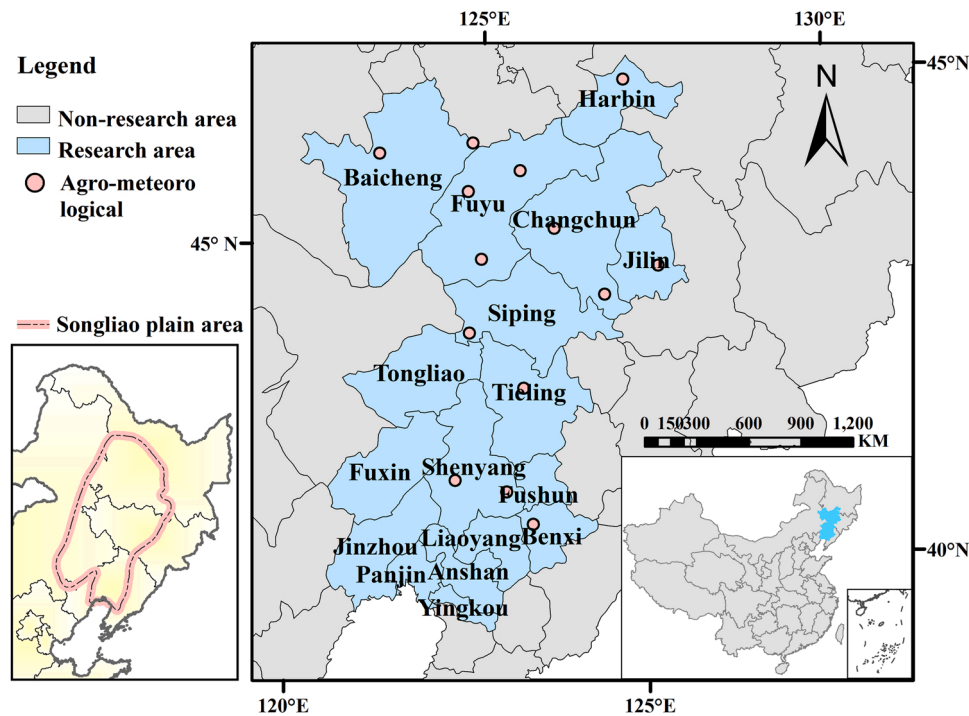 125°E
130°E
Legend
Non-research area
Research area
Agro-meteoro
logical
45°N
45° N
N
Harbin
Baicheng
Fuyu
Changchun
Jilin
Siping
Songliao plain area
Tongliao
Tieling
0 150 300 600 900 1,200
KM
Fuxin
Shenyang
Fushun
Jinzhou
Liaoyang
Benxi
Panjin
Anshan
Yingkou
40°N
120°E
125°E